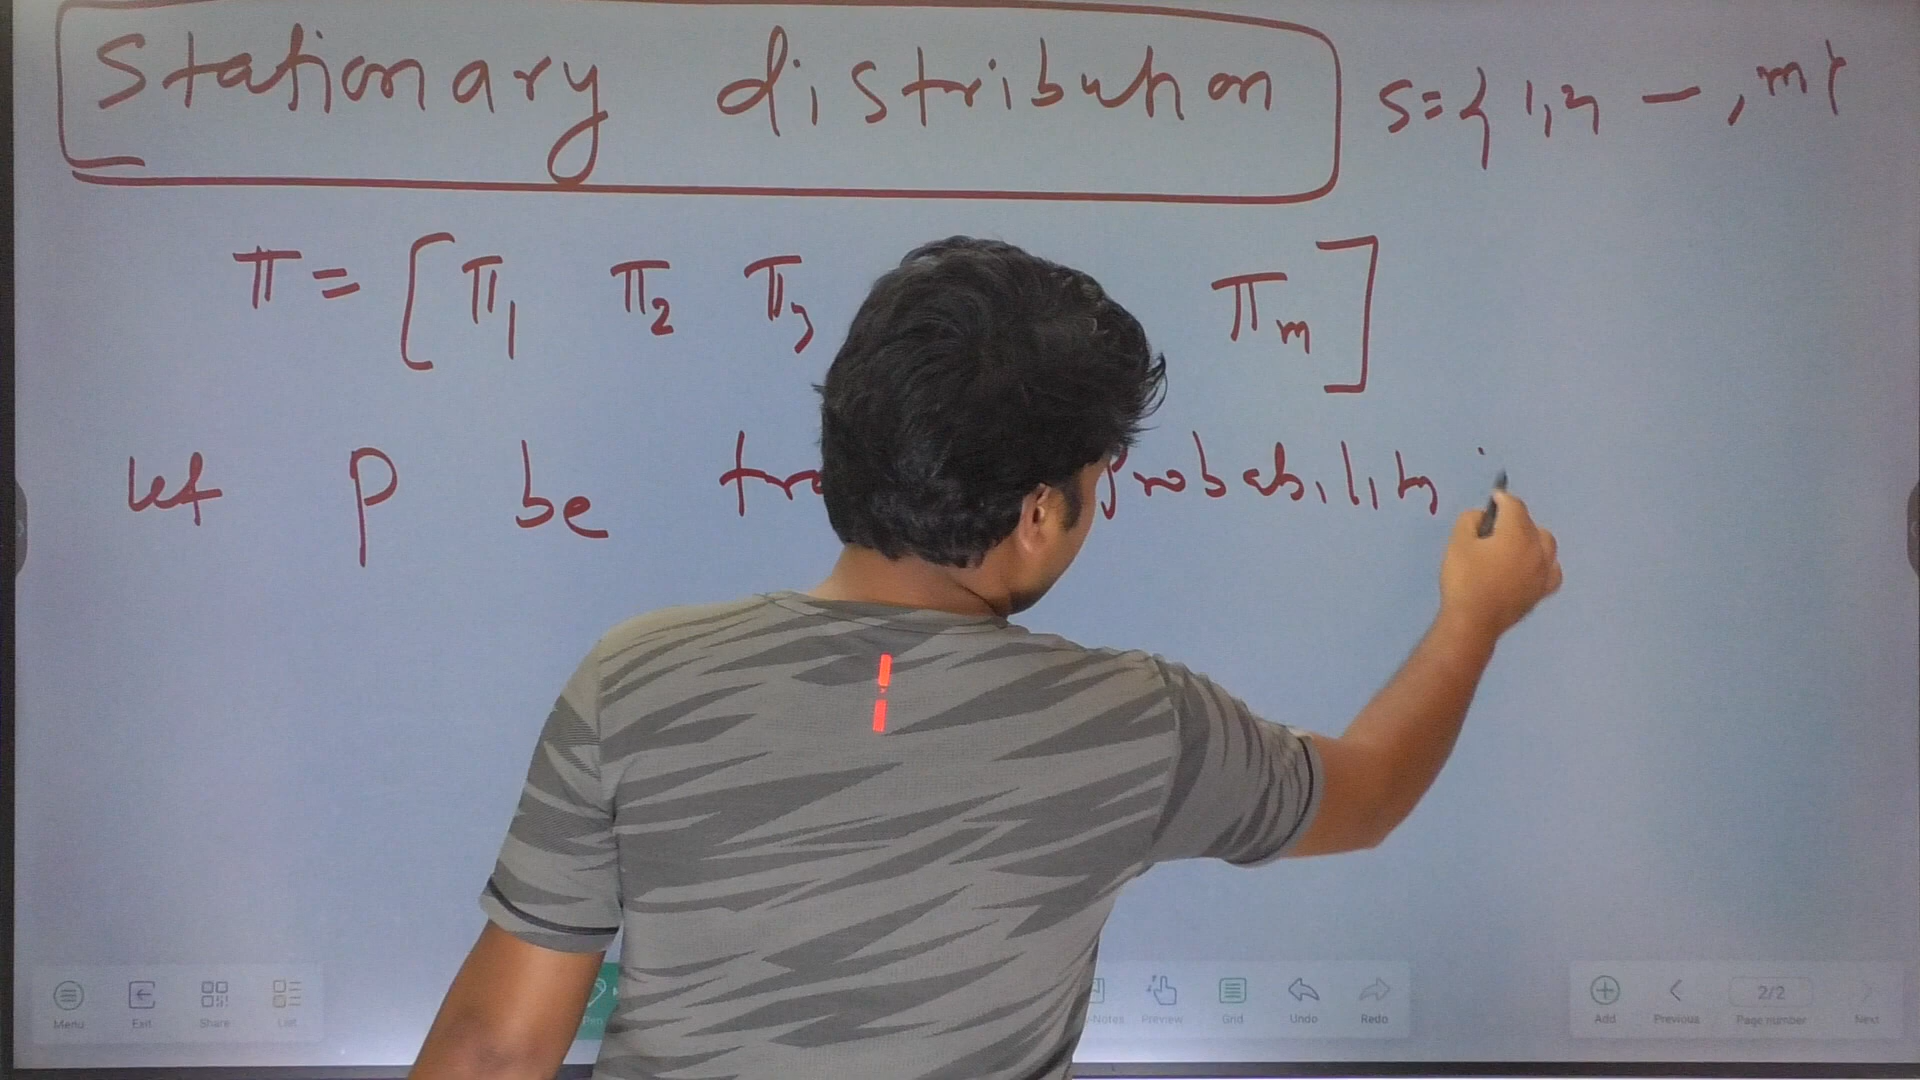 Stationary distribution
S={1,2, — , m}
π = [π1 π2 π3 πm]
let P be probability
Menu
Exit
Share
List
Pen
Notes
Preview
Grid
Undo
Redo
Add
Previous
2/2
Page number
Next